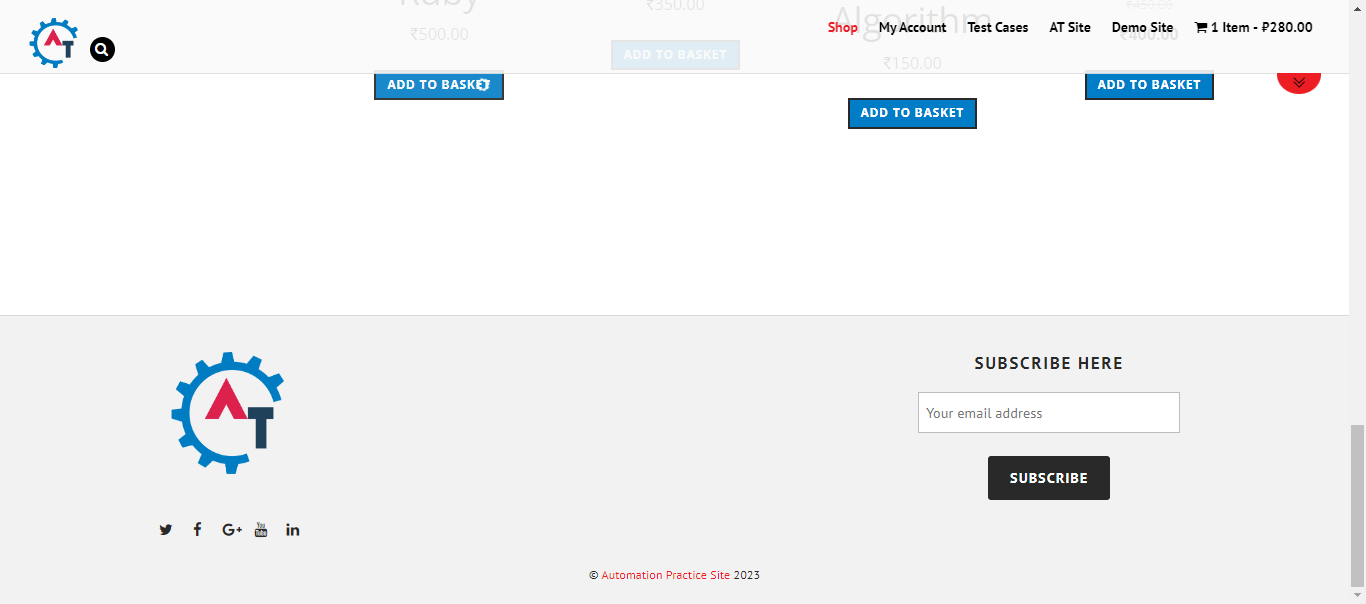 Ruby
₹500.00
ADD TO BASKET
₹350.00
ADD TO BASKET
Algorithm
₹150.00
ADD TO BASKET
₹450.00
₹400.00
ADD TO BASKET
AT
Shop My Account Test Cases AT Site Demo Site 1 Item - ₹280.00
AT
SUBSCRIBE HERE
Your email address
SUBSCRIBE
G+ You Tube in
© Automation Practice Site 2023